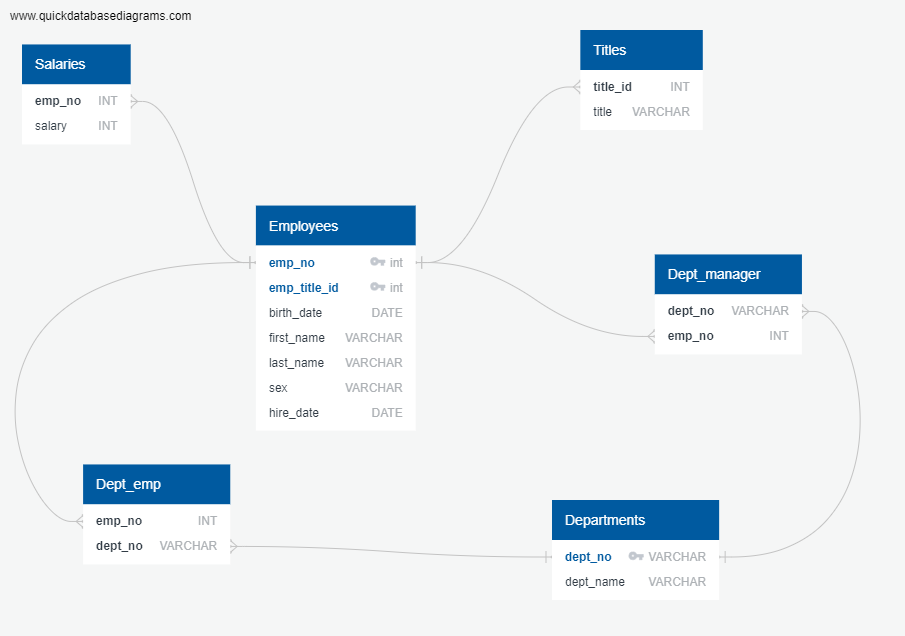 www.quickdatabasediagrams.com
Salaries
emp_no INT
salary INT
Titles
title_id INT
title VARCHAR
Employees
emp_no int
emp_title_id int
birth_date DATE
first_name VARCHAR
last_name VARCHAR
sex VARCHAR
hire_date DATE
Dept_manager
dept_no VARCHAR
emp_no INT
Dept_emp
emp_no INT
dept_no VARCHAR
Departments
dept_no VARCHAR
dept_name VARCHAR